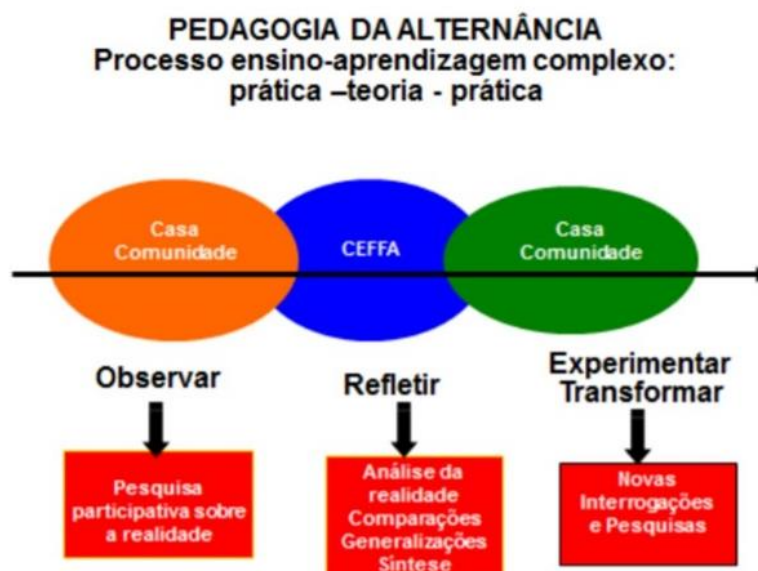 PEDAGOGIA DA ALTERNÂNCIA
Processo ensino-aprendizagem complexo:
prática –teoria - prática
Casa
Comunidade
CEFFA
Casa
Comunidade
Observar
Refletir
Experimentar
Transformar
Pesquisa
participativa sobre
a realidade
Análise da
realidade
Comparações
Generalizações
Síntese
Novas
Interrogações
e Pesquisas